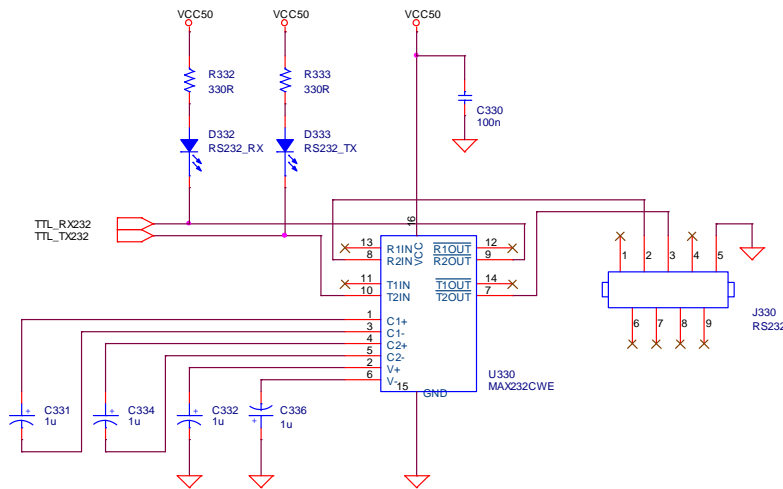 VCC50
VCC50
VCC50
R332
330R
R333
330R
C330
100n
D332
RS232_RX
D333
RS232_TX
TTL_RX232
TTL_TX232
16
VCC
13 R1IN R1OUT 12
8 R2IN R2OUT 9
11 T1IN T1OUT 14
10 T2IN T2OUT 7
1 C1+
3 C1-
4 C2+
5 C2-
2 V+
6 V-
15
GND
U330
MAX232CWE
1 2 3 4 5
6 7 8 9
J330
RS232
C331
1u
C334
1u
C332
1u
C336
1u